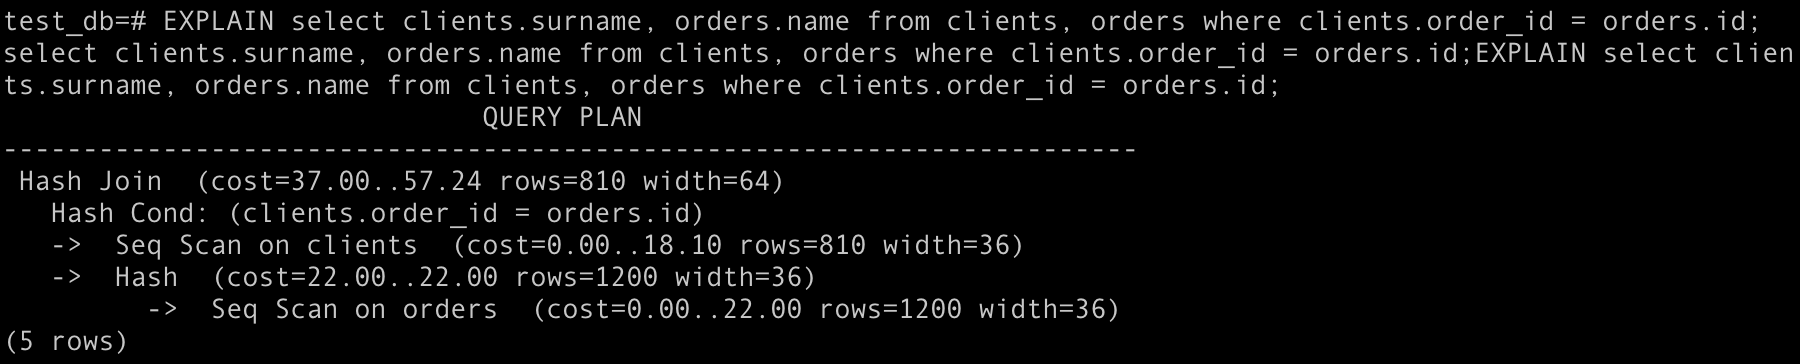 test_db=# EXPLAIN select clients.surname, orders.name from clients, orders where clients.order_id = orders.id;
select clients.surname, orders.name from clients, orders where clients.order_id = orders.id;EXPLAIN select clien
ts.surname, orders.name from clients, orders where clients.order_id = orders.id;
                              QUERY PLAN
-----------------------------------------------------------------------
 Hash Join  (cost=37.00..57.24 rows=810 width=64)
   Hash Cond: (clients.order_id = orders.id)
   ->  Seq Scan on clients  (cost=0.00..18.10 rows=810 width=36)
   ->  Hash  (cost=22.00..22.00 rows=1200 width=36)
         ->  Seq Scan on orders  (cost=0.00..22.00 rows=1200 width=36)
(5 rows)